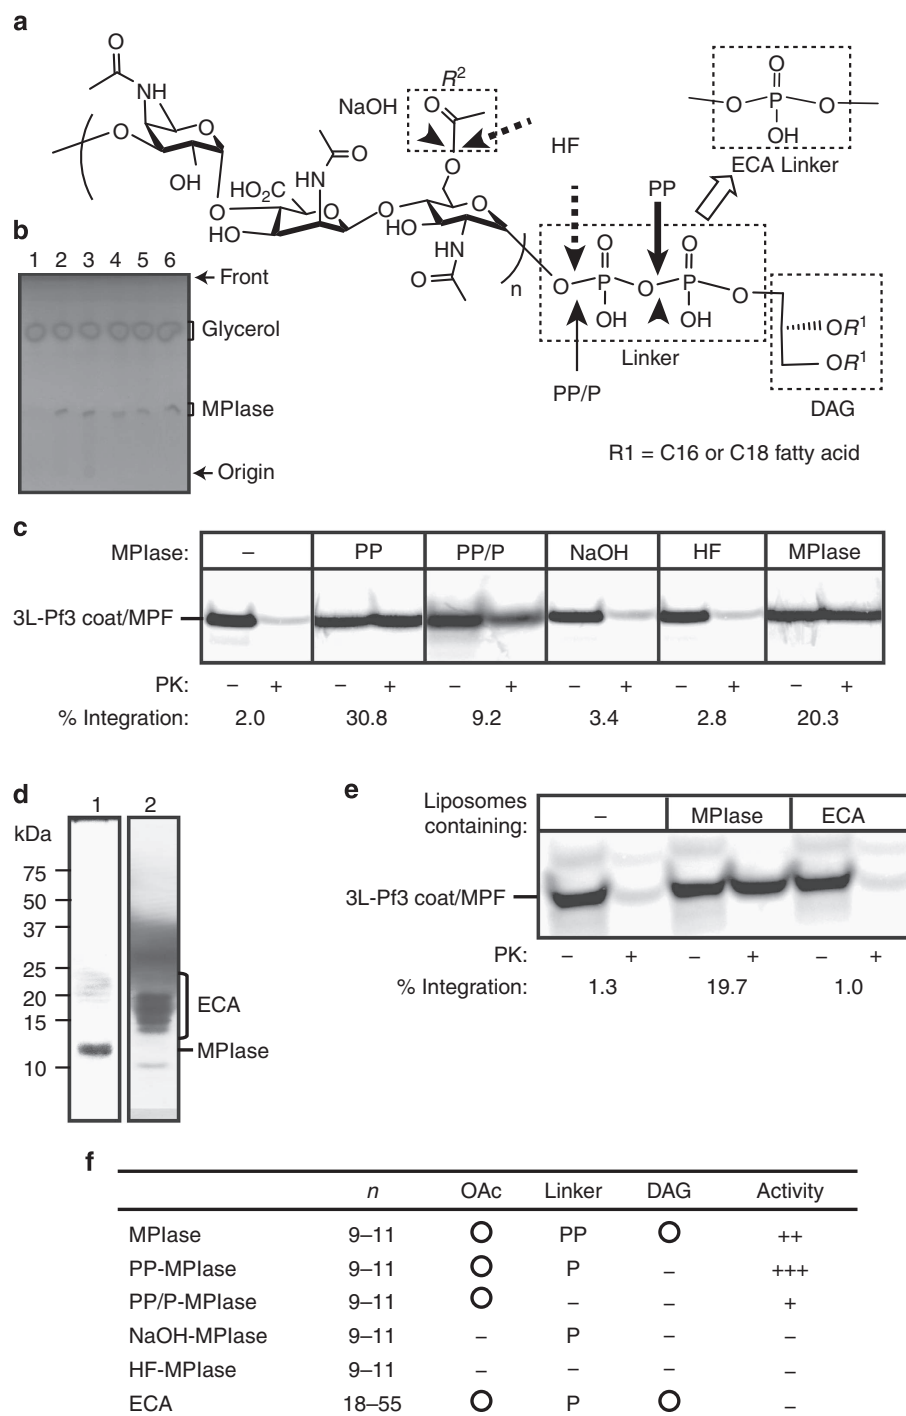 a
O
NH
O
O
OH
NaOH
R²
O
O
HF
PP
O
O P O
OH
ECA Linker
HO₂C
HN
O
O
HO
O
O
HO
O
HN
O
n
O
O
O P O P O
OH OH
Linker
PP/P
OR¹
OR¹
DAG
R1 = C16 or C18 fatty acid
b
1 2 3 4 5 6
Front
Glycerol
MPIase
Origin
c
MPIase: – PP PP/P NaOH HF MPIase
3L-Pf3 coat/MPF
PK: – + – + – + – + – + – +
% Integration: 2.0 30.8 9.2 3.4 2.8 20.3
d
1 2
kDa
75
50
37
25
20
15
10
ECA
MPIase
e
Liposomes
containing: – MPIase ECA
3L-Pf3 coat/MPF
PK: – + – + – +
% Integration: 1.3 19.7 1.0
f
n OAc Linker DAG Activity
MPIase 9–11 O PP O ++
PP-MPIase 9–11 O P – +++
PP/P-MPIase 9–11 O – – +
NaOH-MPIase 9–11 – P – –
HF-MPIase 9–11 – – – –
ECA 18–55 O P O –